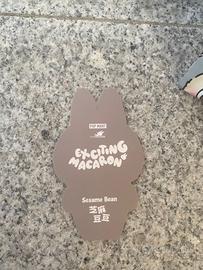 POP MART
EXCITING
MACARON
Sesame Bean
芝麻
豆豆